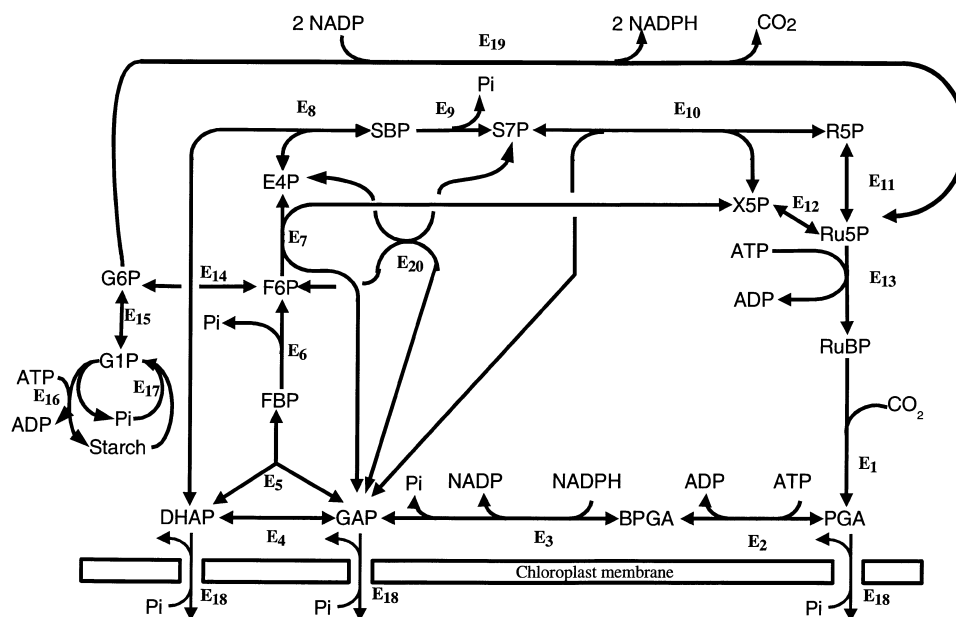 2 NADP
2 NADPH
CO2
E19
Pi
E8
E9
E10
SBP
S7P
R5P
E4P
E11
X5P
E12
Ru5P
E7
ATP
E20
G6P
E14
F6P
E13
ADP
E15
Pi
E6
RuBP
G1P
ATP
E17
E16
FBP
CO2
ADP
Pi
Starch
E1
E5
Pi
NADP
NADPH
ADP
ATP
DHAP
GAP
BPGA
PGA
E4
E3
E2
Chloroplast membrane
Pi
E18
Pi
E18
Pi
E18